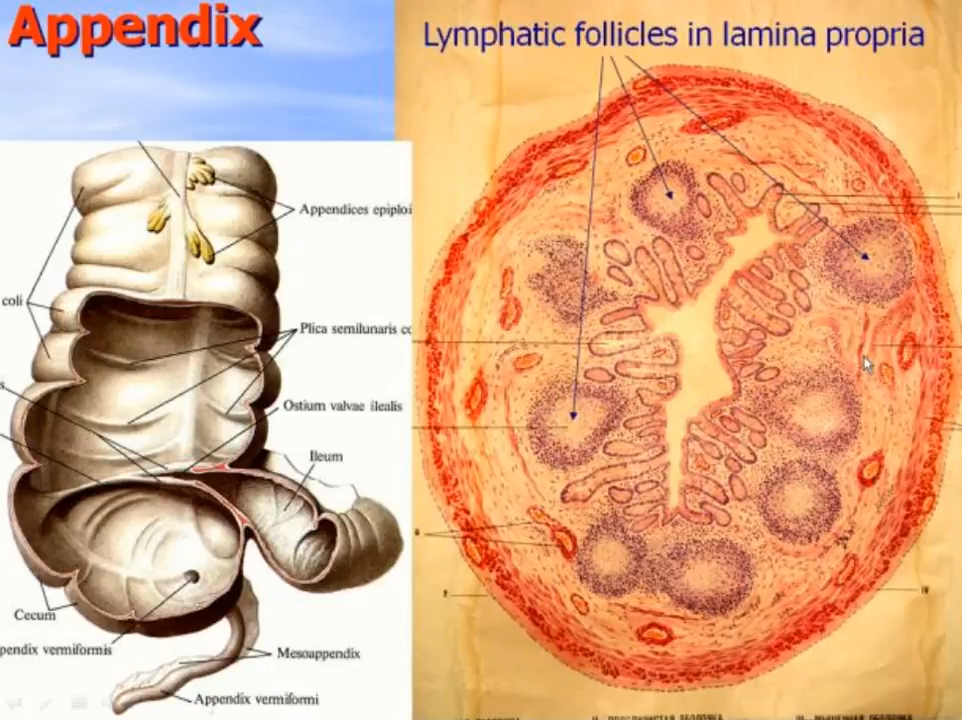 Appendix
Lymphatic follicles in lamina propria
Appendices epiploi
coli
Plica semilunaris co
s
Ostium valvae ilealis
Ileum
Cecum
pendix vermiformis
Mesoappendix
Appendix vermiformi
IV